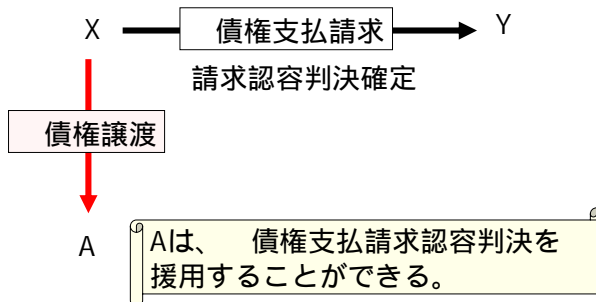 X 債権支払請求 Y
請求認容判決確定
債権譲渡
A
Aは、 債権支払請求認容判決を
援用することができる。